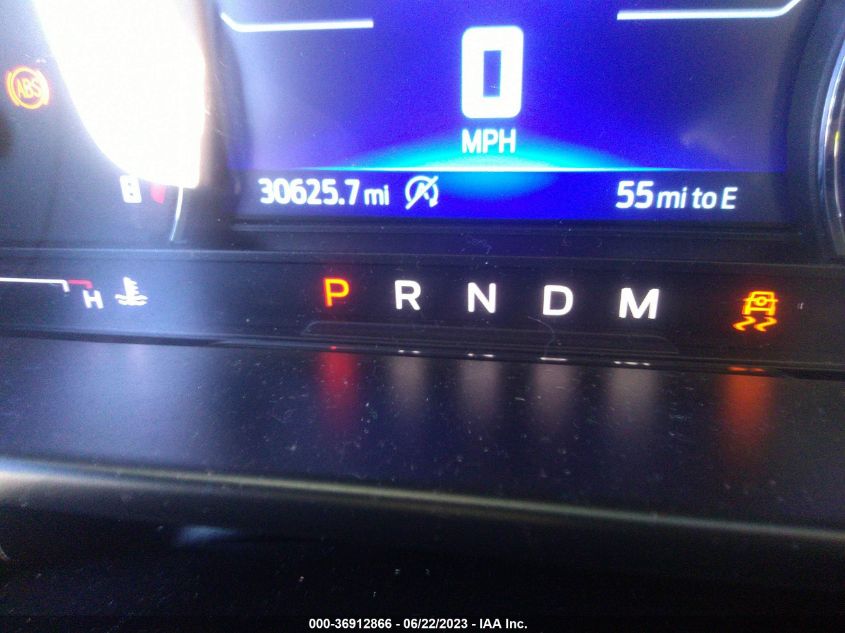 0
ABS
MPH
30625.7 mi
55 mi to E
H
P R N D M
000-36912866 - 06/22/2023 - IAA Inc.